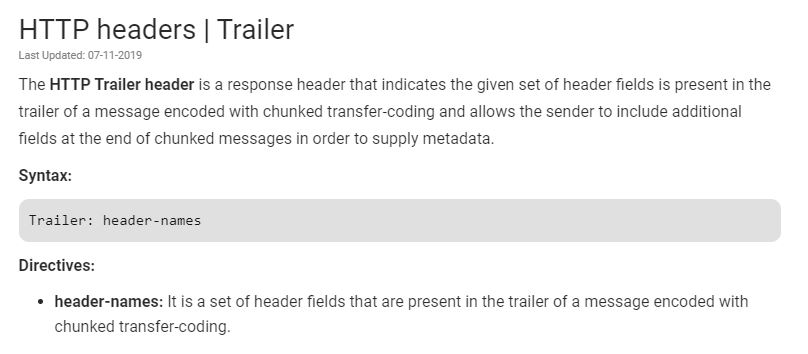 HTTP headers | Trailer
Last Updated: 07-11-2019
The HTTP Trailer header is a response header that indicates the given set of header fields is present in the
trailer of a message encoded with chunked transfer-coding and allows the sender to include additional
fields at the end of chunked messages in order to supply metadata.
Syntax:
Trailer: header-names
Directives:
• header-names: It is a set of header fields that are present in the trailer of a message encoded with
chunked transfer-coding.